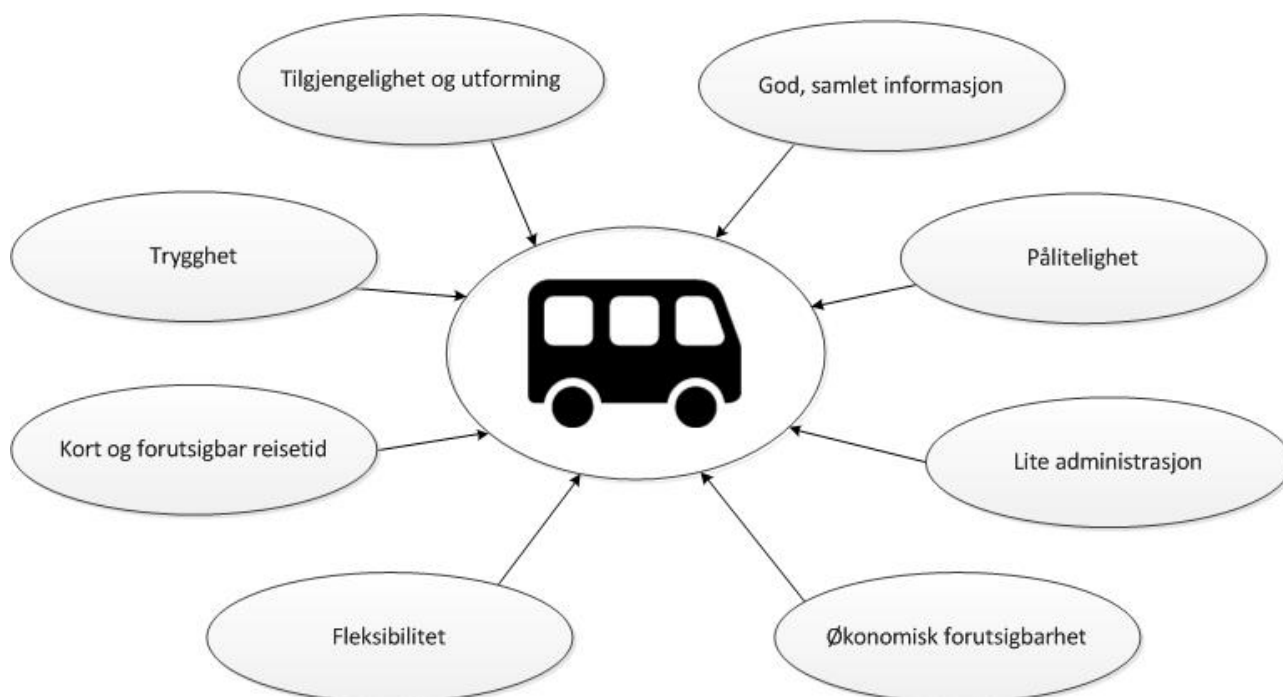 Tilgjengelighet og utforming
God, samlet informasjon
Trygghet
Pålitelighet
Kort og forutsigbar reisetid
Lite administrasjon
Fleksibilitet
Økonomisk forutsigbarhet